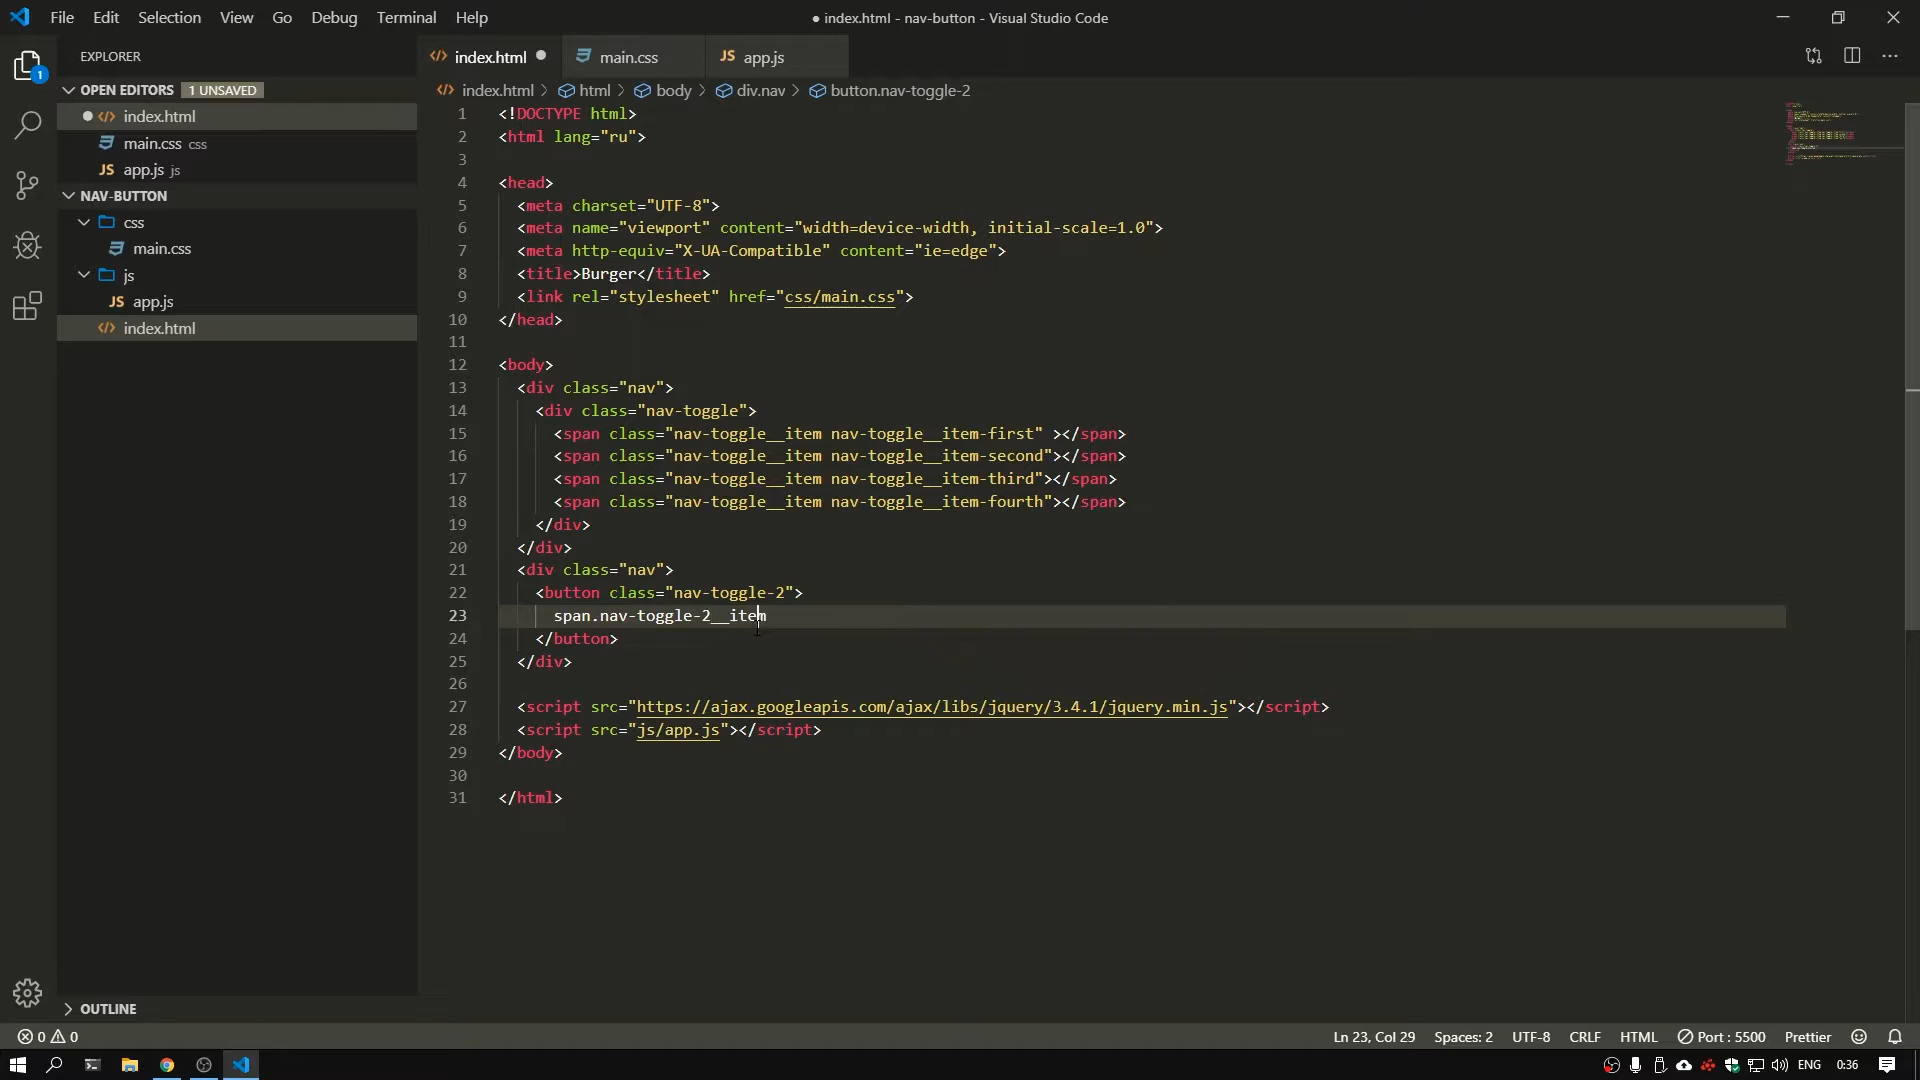 File Edit Selection View Go Debug Terminal Help
● index.html - nav-button - Visual Studio Code
EXPLORER
OPEN EDITORS 1 UNSAVED
index.html
main.css css
app.js js
NAV-BUTTON
css
main.css
js
JS app.js
index.html
1
index.html
main.css
JS app.js
index.html > html > body > div.nav > button.nav-toggle-2
1 <!DOCTYPE html>
2 <html lang="ru">
3
4 <head>
5 <meta charset="UTF-8">
6 <meta name="viewport" content="width=device-width, initial-scale=1.0">
7 <meta http-equiv="X-UA-Compatible" content="ie=edge">
8 <title>Burger</title>
9 <link rel="stylesheet" href="css/main.css">
10 </head>
11
12 <body>
13 <div class="nav">
14 <div class="nav-toggle">
15 <span class="nav-toggle__item nav-toggle__item-first" ></span>
16 <span class="nav-toggle__item nav-toggle__item-second"></span>
17 <span class="nav-toggle__item nav-toggle__item-third"></span>
18 <span class="nav-toggle__item nav-toggle__item-fourth"></span>
19 </div>
20 </div>
21 <div class="nav">
22 <button class="nav-toggle-2">
23 span.nav-toggle-2__item
24 </button>
25 </div>
26
27 <script src="https://ajax.googleapis.com/ajax/libs/jquery/3.4.1/jquery.min.js"></script>
28 <script src="js/app.js"></script>
29 </body>
30
31 </html>
OUTLINE
0 0
Ln 23, Col 29 Spaces: 2 UTF-8 CRLF HTML Port : 5500 Prettier
ENG 0:36